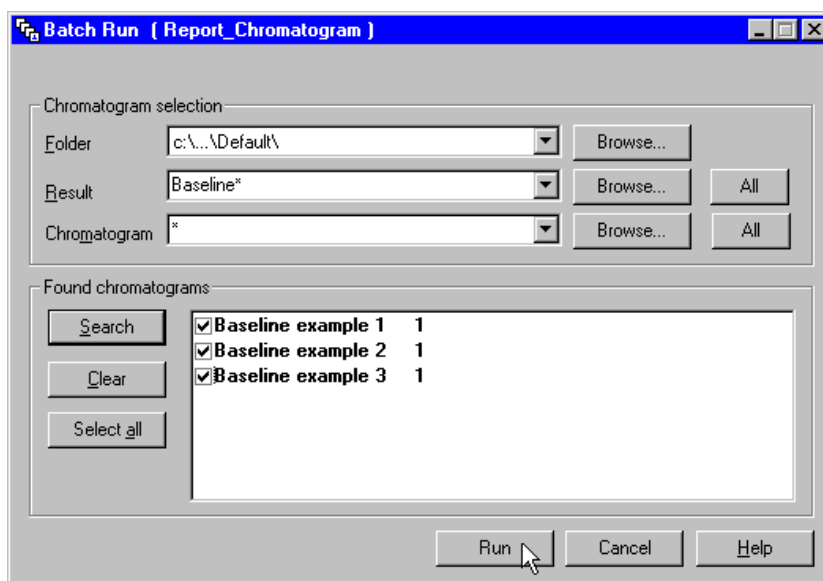 Batch Run ( Report_Chromatogram )
Chromatogram selection
Folder c:\...\Default\ Browse...
Result Baseline* Browse... All
Chromatogram * Browse... All
Found chromatograms
Search
Clear
Select all
Baseline example 1 1
Baseline example 2 1
Baseline example 3 1
Run Cancel Help